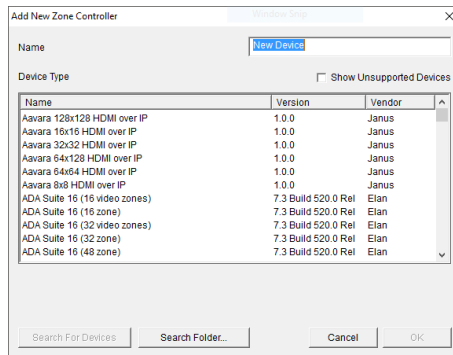 Add New Zone Controller
Window Snip
Name New Device
Device Type Show Unsupported Devices
Name Version Vendor
Aavara 128x128 HDMI over IP 1.0.0 Janus
Aavara 16x16 HDMI over IP 1.0.0 Janus
Aavara 32x32 HDMI over IP 1.0.0 Janus
Aavara 64x128 HDMI over IP 1.0.0 Janus
Aavara 64x64 HDMI over IP 1.0.0 Janus
Aavara 8x8 HDMI over IP 1.0.0 Janus
ADA Suite 16 (16 video zones) 7.3 Build 520.0 Rel Elan
ADA Suite 16 (16 zone) 7.3 Build 520.0 Rel Elan
ADA Suite 16 (32 video zones) 7.3 Build 520.0 Rel Elan
ADA Suite 16 (32 zone) 7.3 Build 520.0 Rel Elan
ADA Suite 16 (48 zone) 7.3 Build 520.0 Rel Elan
Search For Devices Search Folder... Cancel OK